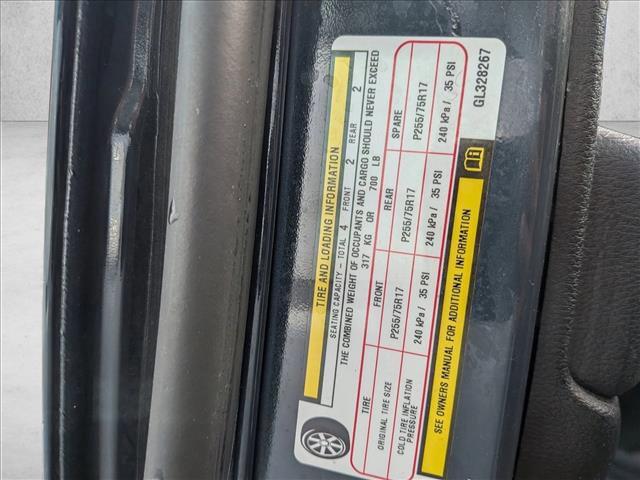 TIRE AND LOADING INFORMATION
SEATING CAPACITY - TOTAL 4 FRONT 2 REAR 2
THE COMBINED WEIGHT OF OCCUPANTS AND CARGO SHOULD NEVER EXCEED
317 KG OR 700 LB
TIRE FRONT REAR SPARE
ORIGINAL TIRE SIZE P255/75R17 P255/75R17 P255/75R17
COLD TIRE INFLATION PRESSURE 240 kPa / 35 PSI 240 kPa / 35 PSI 240 kPa / 35 PSI
SEE OWNERS MANUAL FOR ADDITIONAL INFORMATION
GL328267